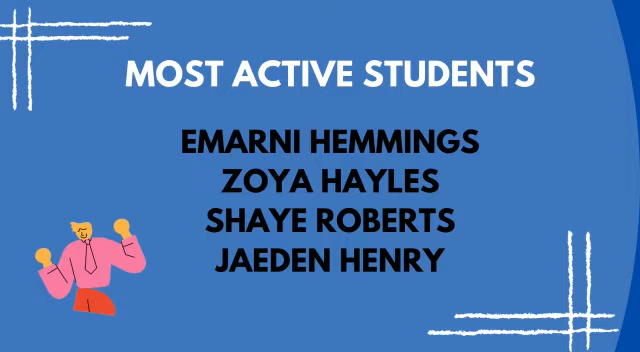 MOST ACTIVE STUDENTS
EMARNI HEMMINGS
ZOYA HAYLES
SHAYE ROBERTS
JAEDEN HENRY